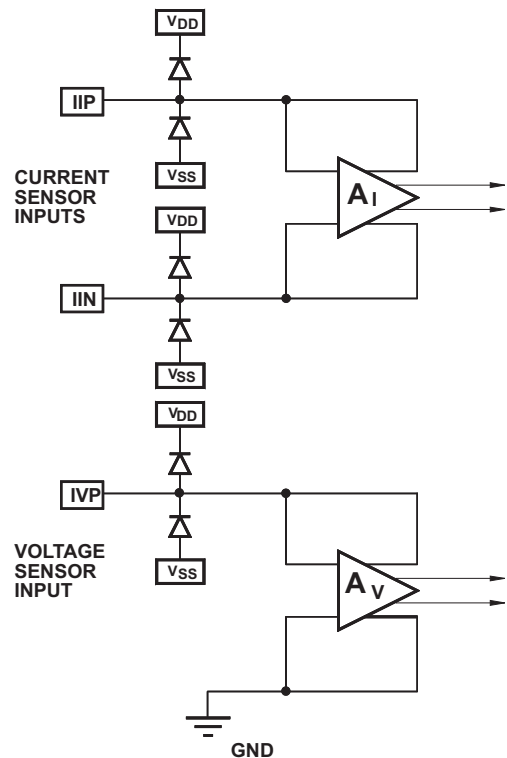 VDD
IIP
VSS
CURRENT
SENSOR
INPUTS
AI
VDD
IIN
VSS
VDD
IVP
VOLTAGE
SENSOR
INPUT
VSS
AV
GND